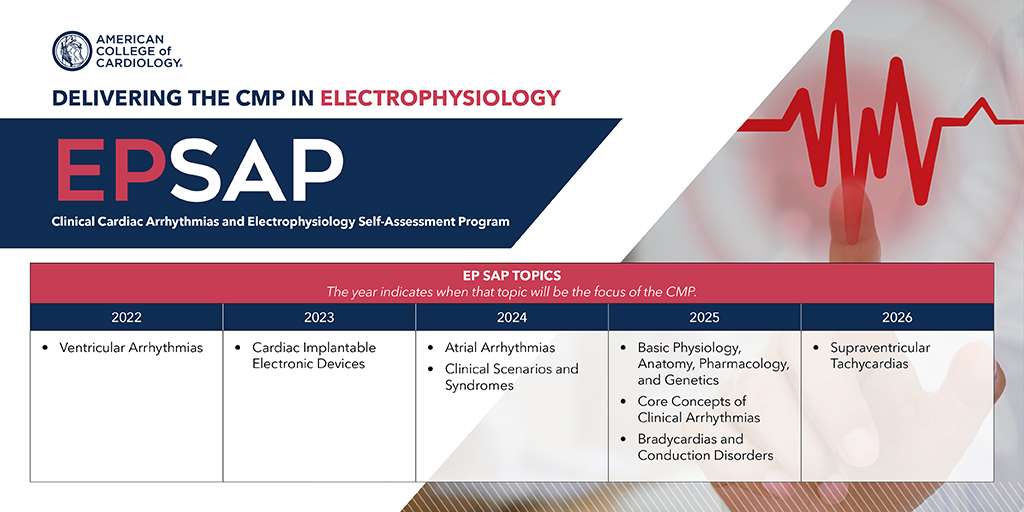 AMERICAN
COLLEGE of
CARDIOLOGY®
DELIVERING THE CMP IN ELECTROPHYSIOLOGY
EPSAP
Clinical Cardiac Arrhythmias and Electrophysiology Self-Assessment Program
EP SAP TOPICS
The year indicates when that topic will be the focus of the CMP.
2022
• Ventricular Arrhythmias
2023
• Cardiac Implantable
Electronic Devices
2024
• Atrial Arrhythmias
• Clinical Scenarios and
Syndromes
2025
• Basic Physiology,
Anatomy, Pharmacology,
and Genetics
• Core Concepts of
Clinical Arrhythmias
• Bradycardias and
Conduction Disorders
2026
• Supraventricular
Tachycardias